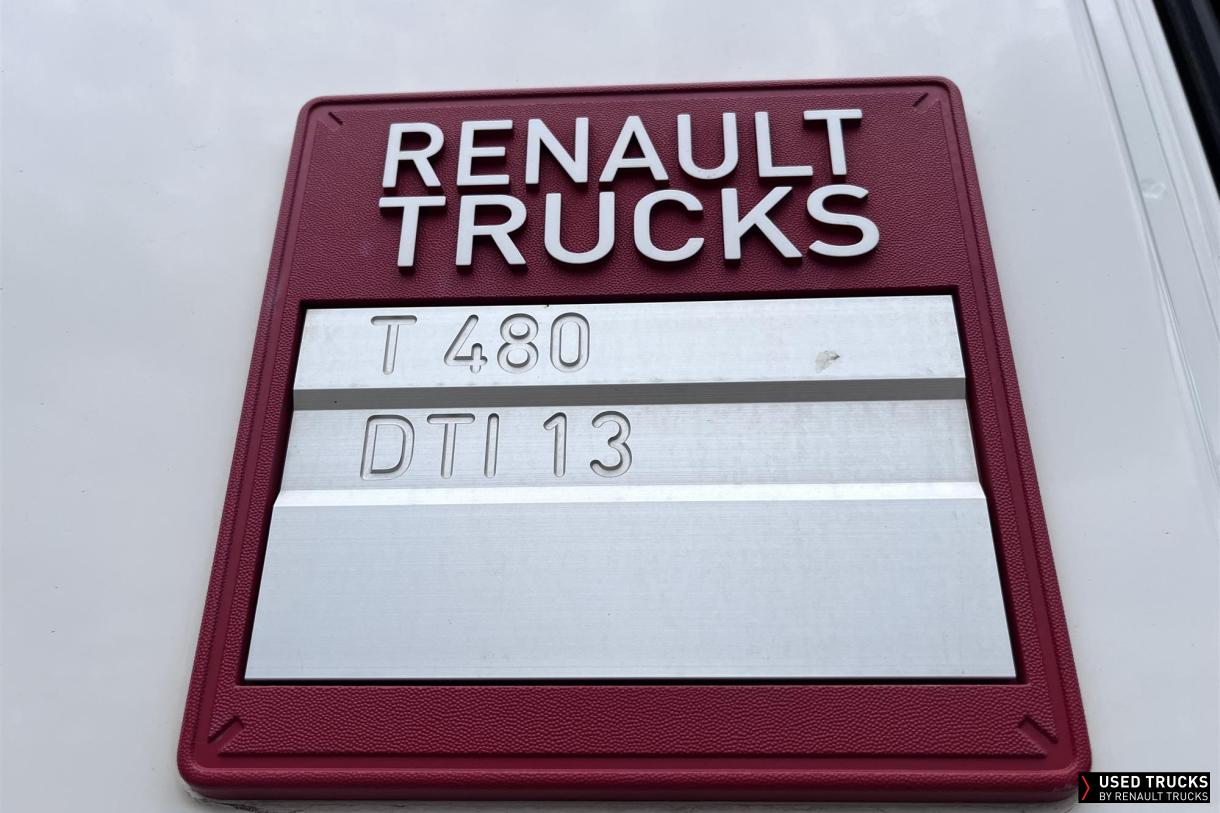 RENAULT
TRUCKS
T 480
DTI 13
USED TRUCKS
BY RENAULT TRUCKS